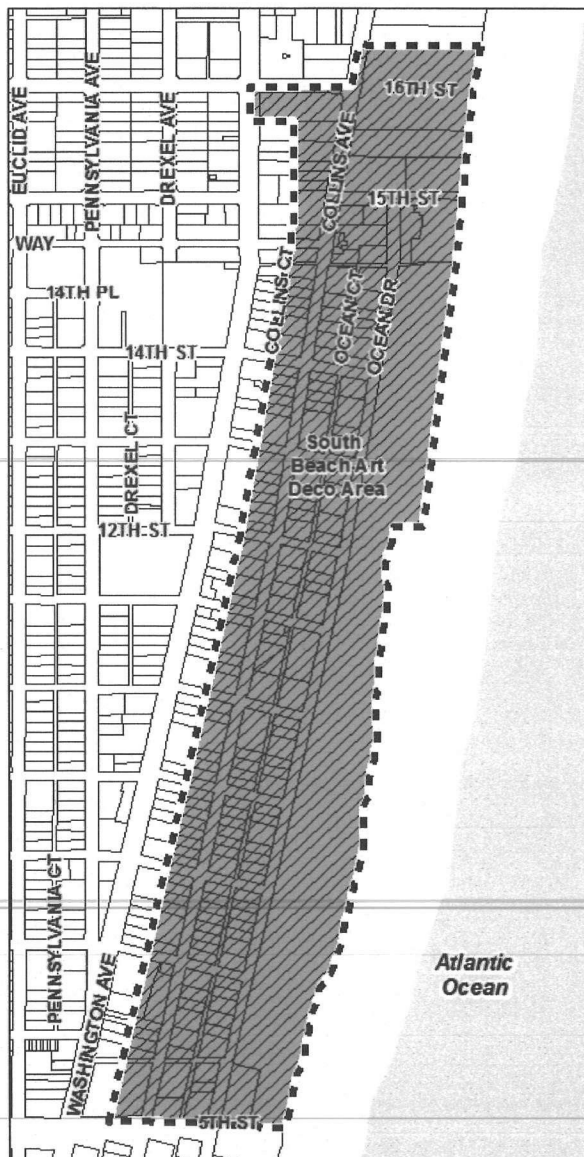 EUCLID AVE
PENNSYLVANIA AVE
DREXEL AVE
16TH ST
COLLINS AVE
15TH ST
WAY
14TH PL
COLLINS CT
OCEAN CT
OCEAN DR
14TH ST
DREXEL CT
South
Beach Art
Deco Area
12TH ST
PENNSYLVANIA CT
WASHINGTON AVE
Atlantic
Ocean
5TH ST